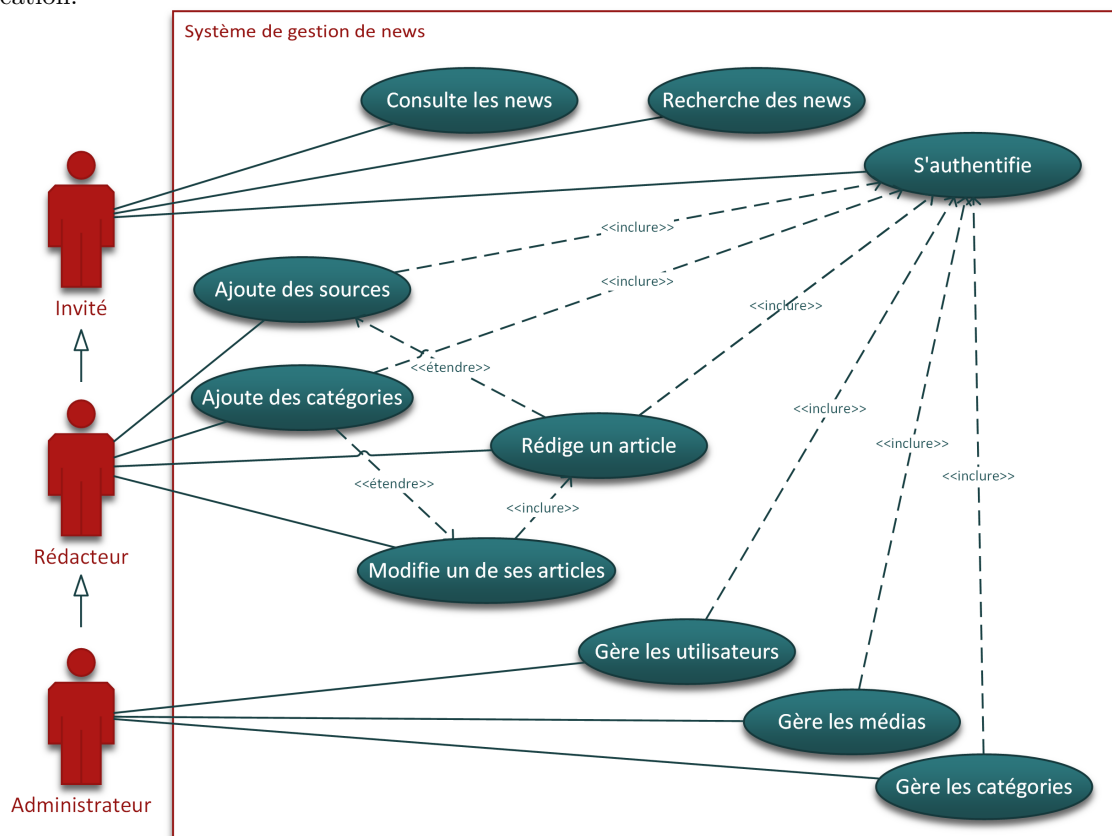 Système de gestion de news
Consulte les news
Recherche des news
S'authentifie
<<inclure>>
Ajoute des sources
<<inclure>>
<<inclure>>
Invité
<<étendre>>
Ajoute des catégories
<<inclure>>
Rédige un article
<<inclure>>
<<étendre>>
<<inclure>>
<<inclure>>
Rédacteur
Modifie un de ses articles
Gère les utilisateurs
Gère les médias
Gère les catégories
Administrateur